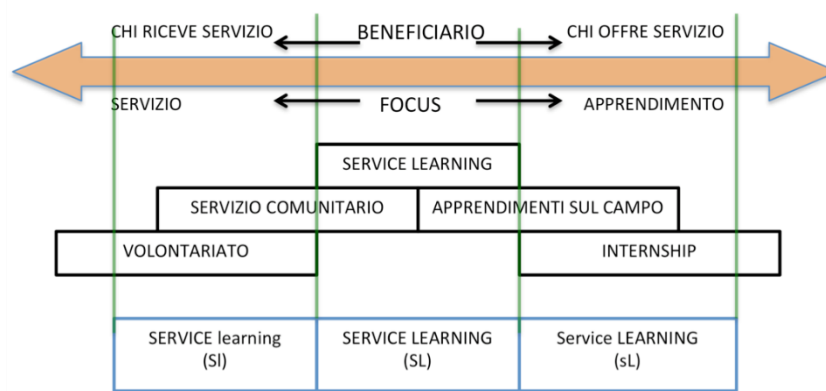 CHI RICEVE SERVIZIO BENEFICIARIO CHI OFFRE SERVIZIO
SERVIZIO FOCUS APPRENDIMENTO
SERVICE LEARNING
SERVIZIO COMUNITARIO APPRENDIMENTI SUL CAMPO
VOLONTARIATO INTERNSHIP
SERVICE learning SERVICE LEARNING Service LEARNING
(Sl) (SL) (sL)